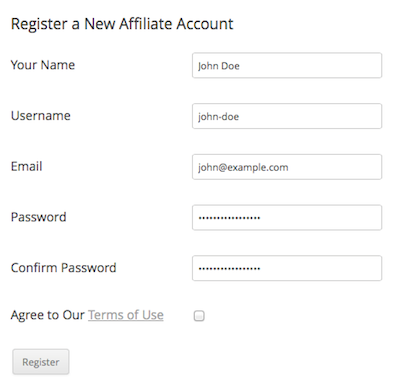 Register a New Affiliate Account
Your Name John Doe
Username john-doe
Email john@example.com
Password ••••••••••••••••
Confirm Password ••••••••••••••••
Agree to Our Terms of Use
Register